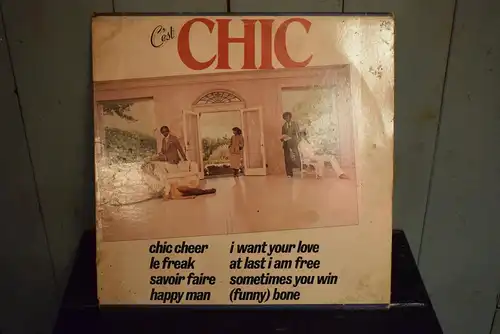 C'est
CHIC
chic cheer
le freak
savoir faire
happy man
i want your love
at last i am free
sometimes you win
(funny) bone